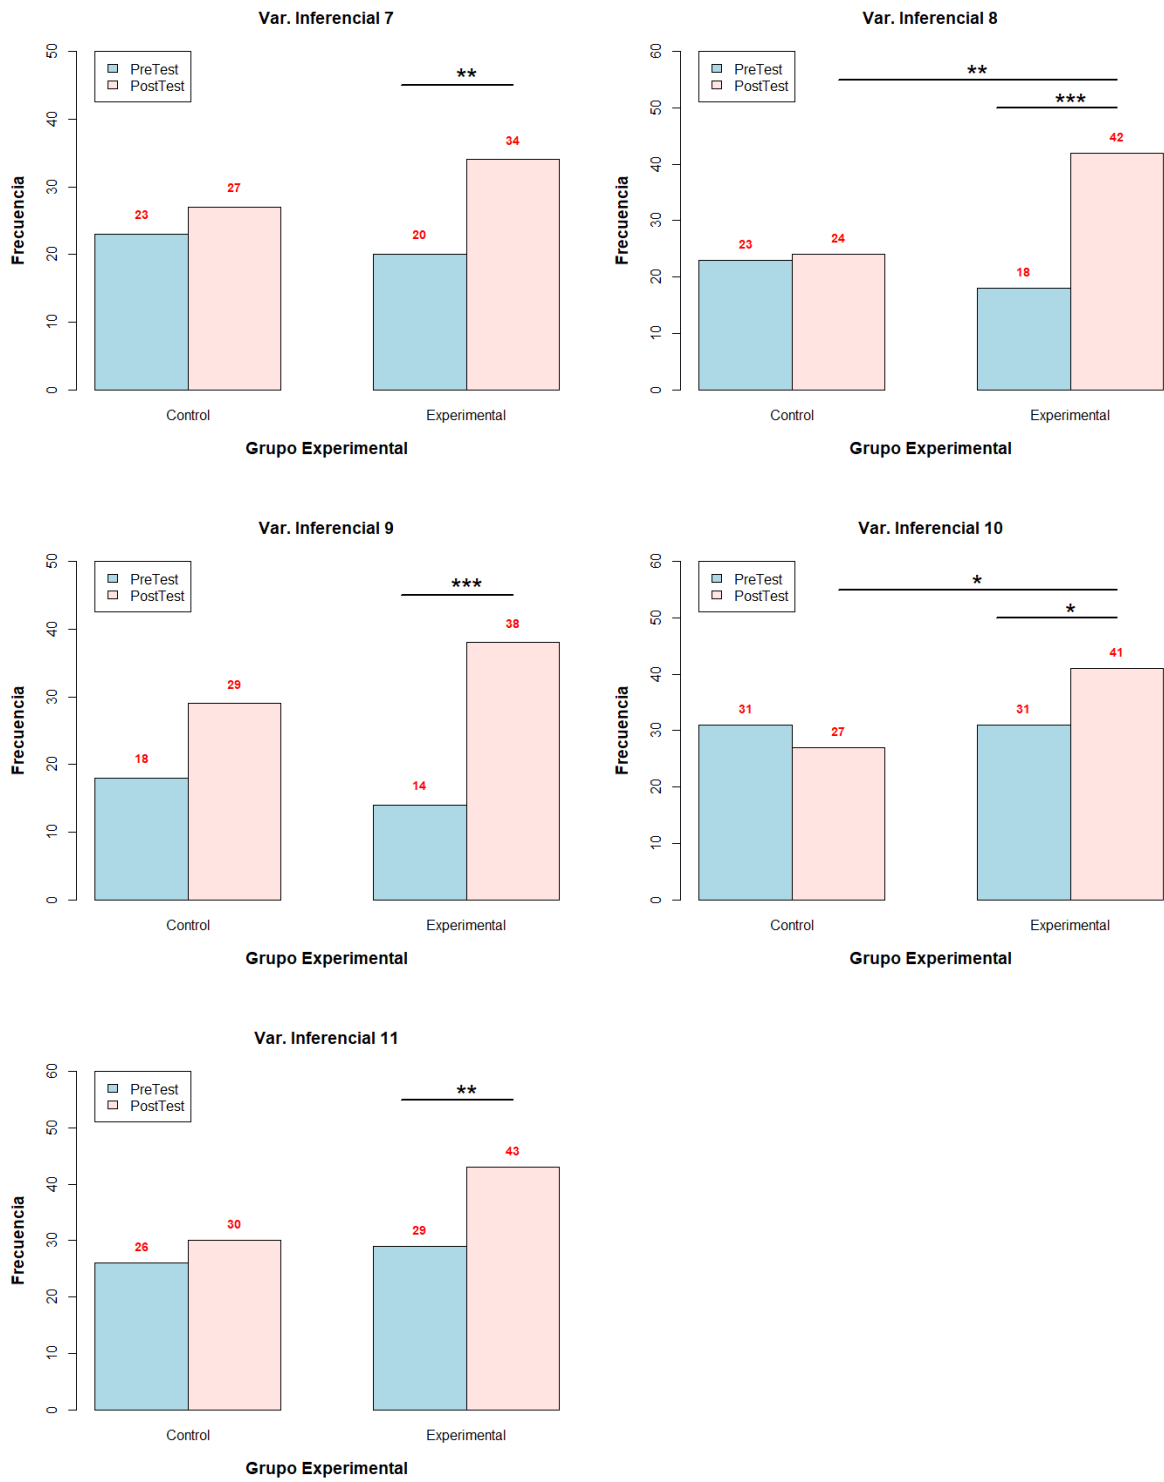 Var. Inferencial 7
50
40
30
20
10
0
Frecuencia
PreTest
PostTest
**
23
27
20
34
Control
Experimental
Grupo Experimental
Var. Inferencial 8
60
50
40
30
20
10
0
Frecuencia
PreTest
PostTest
**
***
23
24
18
42
Control
Experimental
Grupo Experimental
Var. Inferencial 9
50
40
30
20
10
0
Frecuencia
PreTest
PostTest
***
18
29
14
38
Control
Experimental
Grupo Experimental
Var. Inferencial 10
60
50
40
30
20
10
0
Frecuencia
PreTest
PostTest
*
*
31
27
31
41
Control
Experimental
Grupo Experimental
Var. Inferencial 11
60
50
40
30
20
10
0
Frecuencia
PreTest
PostTest
**
26
30
29
43
Control
Experimental
Grupo Experimental